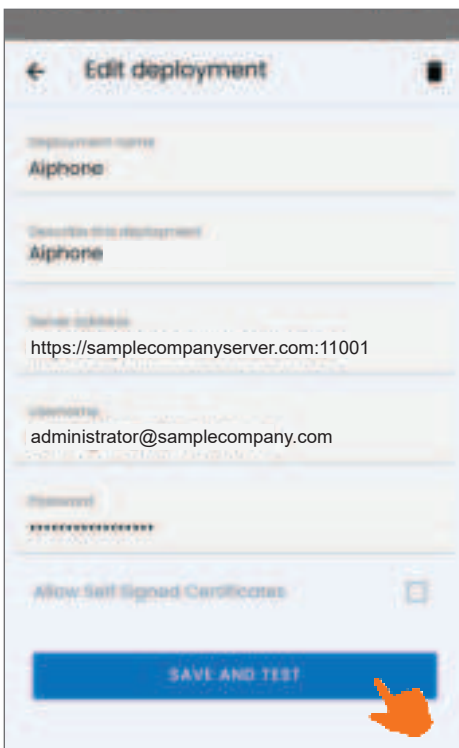 Edit deployment
Deployment name
Aiphone
Describe this deployment
Aiphone
Server address
https://samplecompanyserver.com:11001
Username
administrator@samplecompany.com
Password
••••••••••••••••••
Allow Self Signed Certificates
SAVE AND TEST